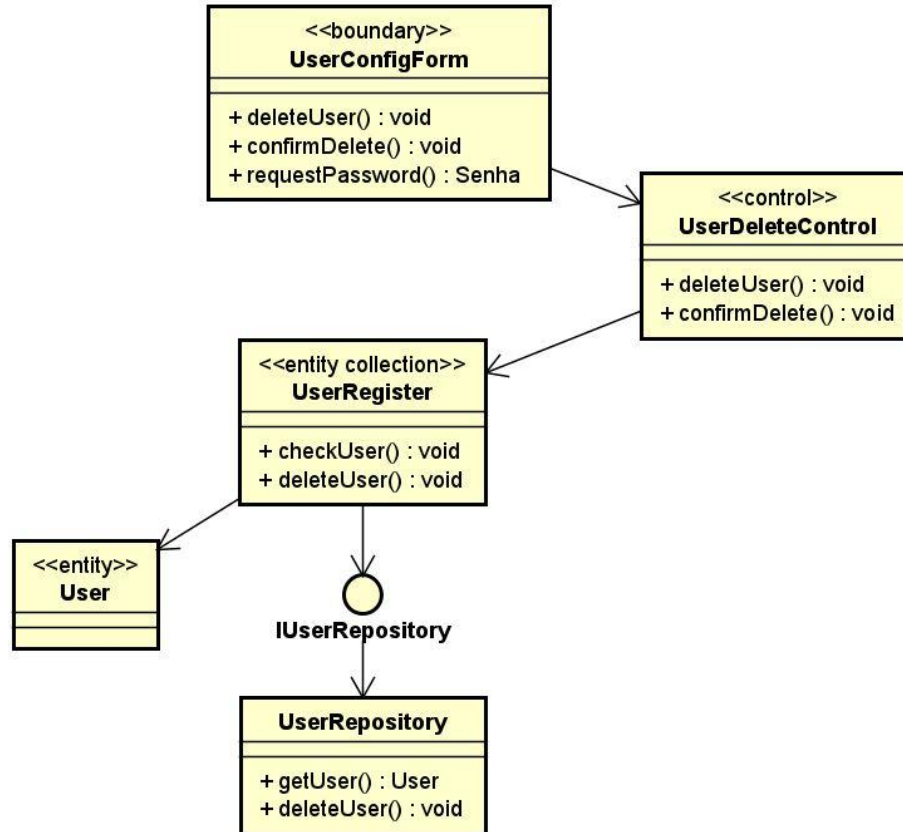 <<boundary>>
UserConfigForm
+ deleteUser() : void
+ confirmDelete() : void
+ requestPassword() : Senha
<<control>>
UserDeleteControl
+ deleteUser() : void
+ confirmDelete() : void
<<entity collection>>
UserRegister
+ checkUser() : void
+ deleteUser() : void
<<entity>>
User
IUserRepository
UserRepository
+ getUser() : User
+ deleteUser() : void